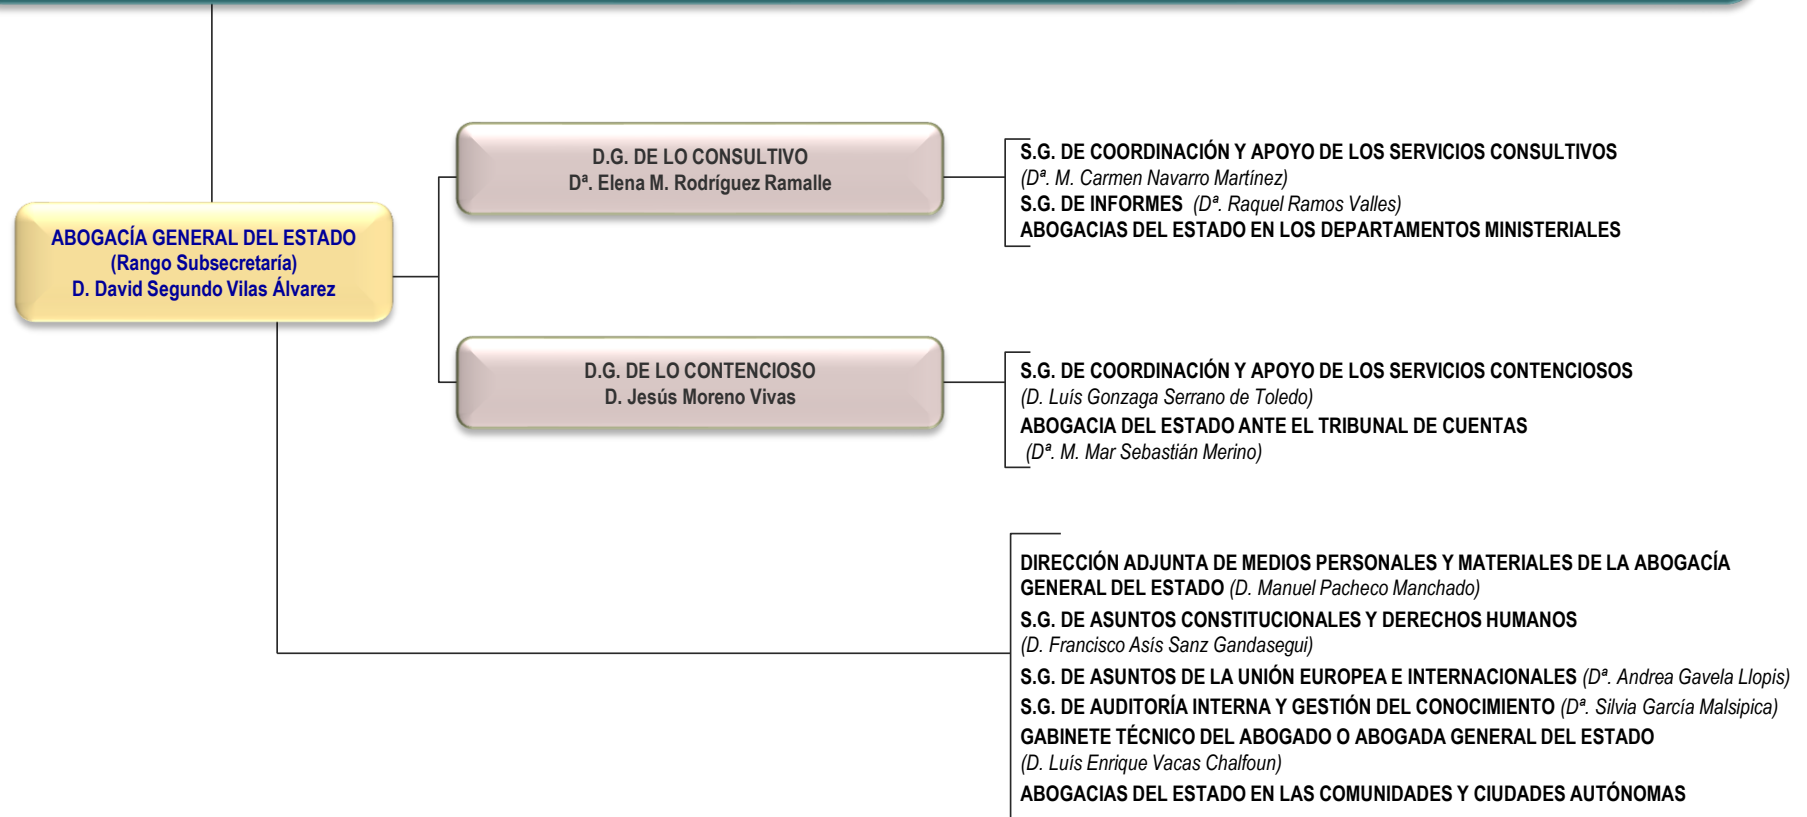 D.G. DE LO CONSULTIVO
Dª. Elena M. Rodríguez Ramalle
S.G. DE COORDINACIÓN Y APOYO DE LOS SERVICIOS CONSULTIVOS
(Dª. M. Carmen Navarro Martínez)
S.G. DE INFORMES (Dª. Raquel Ramos Valles)
ABOGACIAS DEL ESTADO EN LOS DEPARTAMENTOS MINISTERIALES
ABOGACÍA GENERAL DEL ESTADO
(Rango Subsecretaría)
D. David Segundo Vilas Álvarez
D.G. DE LO CONTENCIOSO
D. Jesús Moreno Vivas
S.G. DE COORDINACIÓN Y APOYO DE LOS SERVICIOS CONTENCIOSOS
(D. Luís Gonzaga Serrano de Toledo)
ABOGACIA DEL ESTADO ANTE EL TRIBUNAL DE CUENTAS
(Dª. M. Mar Sebastián Merino)
DIRECCIÓN ADJUNTA DE MEDIOS PERSONALES Y MATERIALES DE LA ABOGACÍA
GENERAL DEL ESTADO (D. Manuel Pacheco Manchado)
S.G. DE ASUNTOS CONSTITUCIONALES Y DERECHOS HUMANOS
(D. Francisco Asís Sanz Gandasegui)
S.G. DE ASUNTOS DE LA UNIÓN EUROPEA E INTERNACIONALES (Dª. Andrea Gavela Llopis)
S.G. DE AUDITORÍA INTERNA Y GESTIÓN DEL CONOCIMIENTO (Dª. Silvia García Malsipica)
GABINETE TÉCNICO DEL ABOGADO O ABOGADA GENERAL DEL ESTADO
(D. Luís Enrique Vacas Chalfoun)
ABOGACIAS DEL ESTADO EN LAS COMUNIDADES Y CIUDADES AUTÓNOMAS